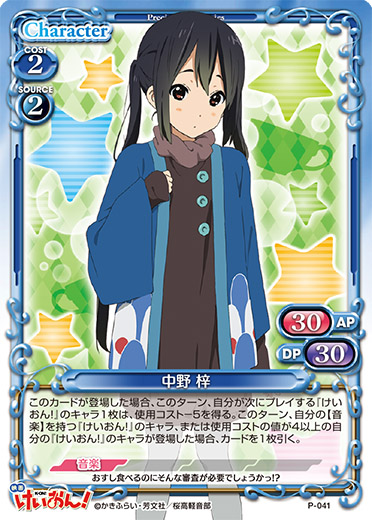 Character
COST
2
SOURCE
2
30 AP
DP 30
中野 梓
このカードが登場した場合、このターン、自分が次にプレイする『けい
おん!』のキャラ1枚は、使用コスト−5を得る。このターン、自分の【音
楽】を持つ『けいおん!』のキャラ、または使用コストの値が4以上の自
分の『けいおん!』のキャラが登場した場合、カードを1枚引く。
音楽
おすし食べるのにそんな審査が必要でしょうかっ!?
映画
けいおん!
©かきふらい・芳文社/桜高軽音部
P-041